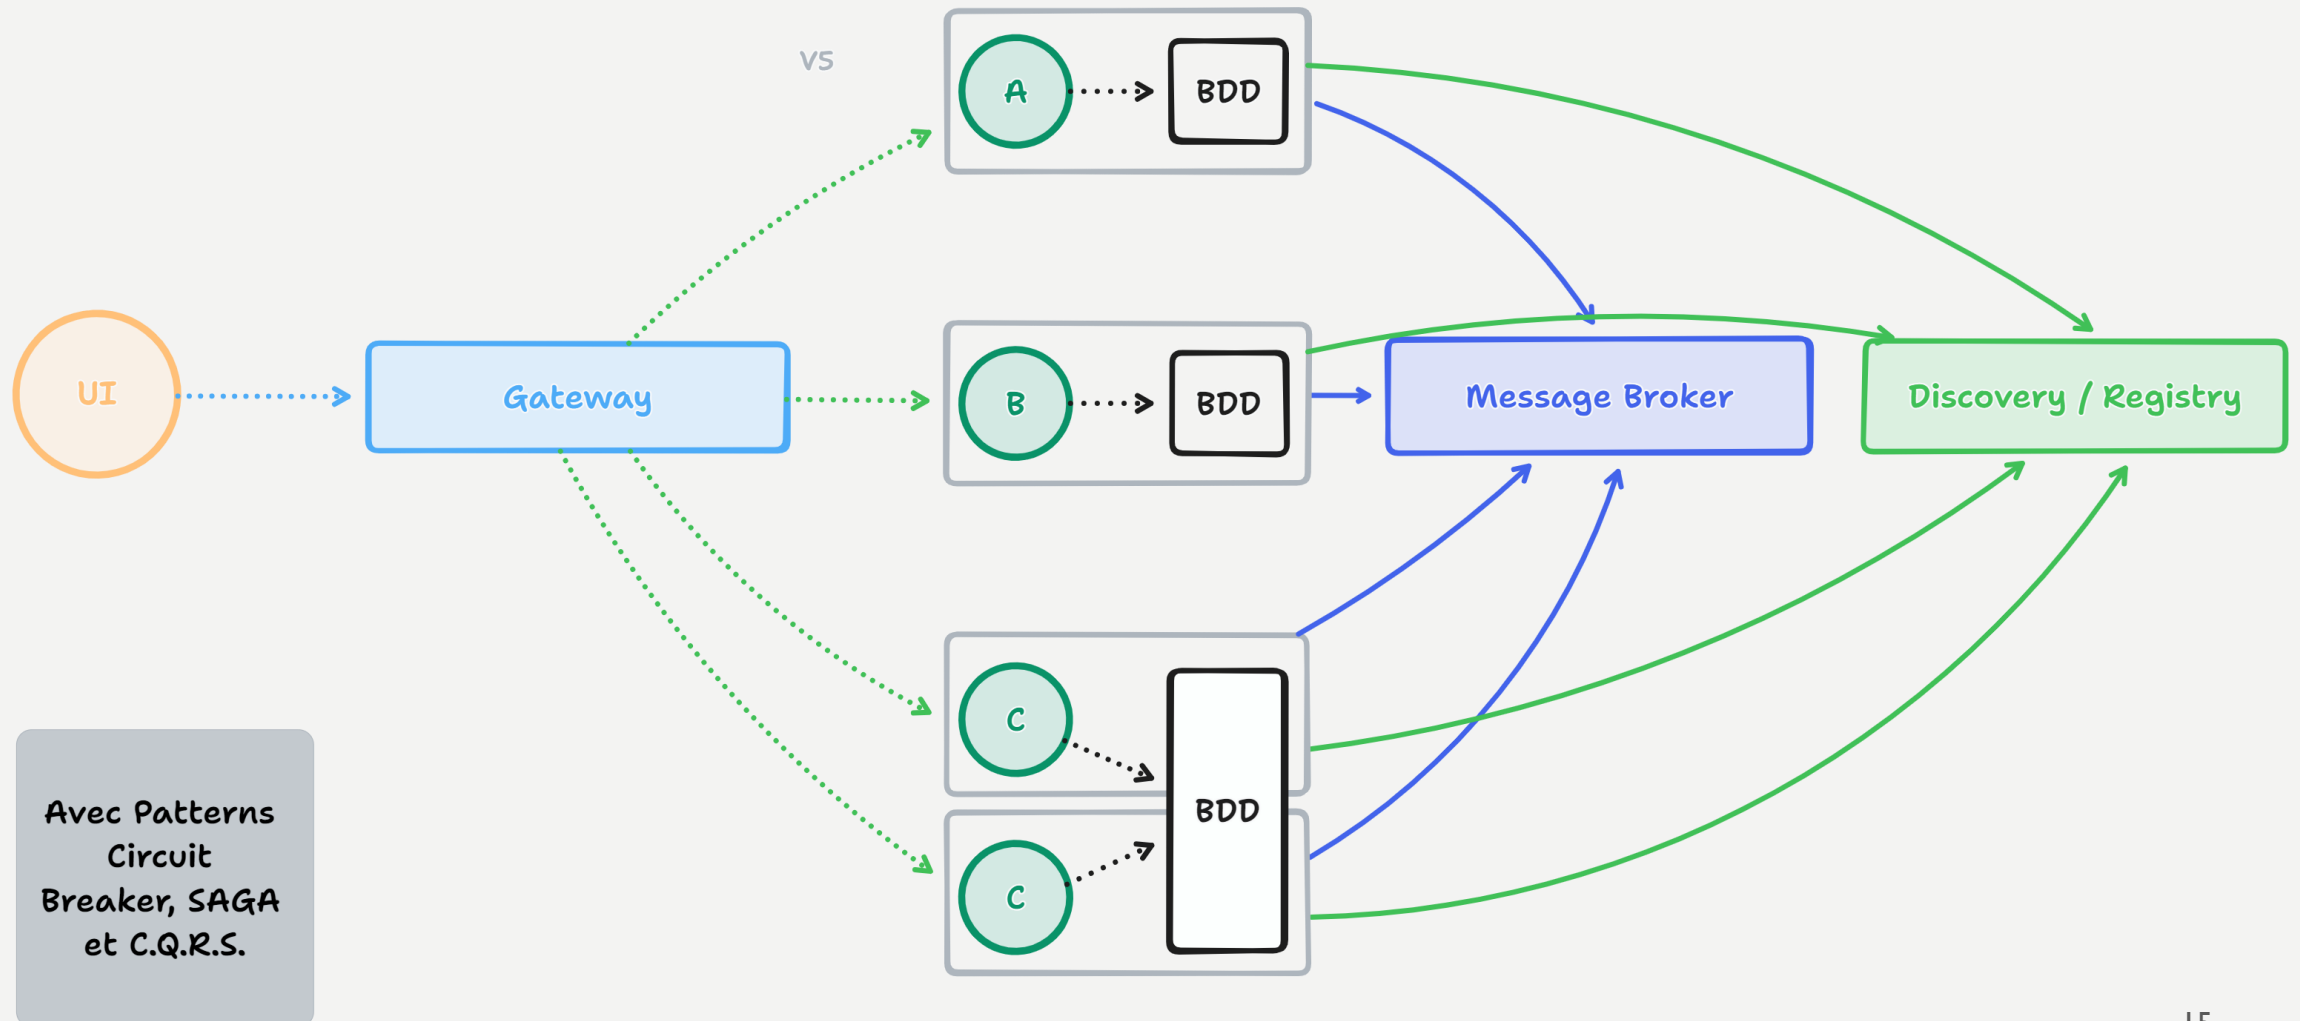 vs
A
BDD
UI
Gateway
B
BDD
Message Broker
Discovery / Registry
C
BDD
C
Avec Patterns
Circuit
Breaker, SAGA
et C.Q.R.S.